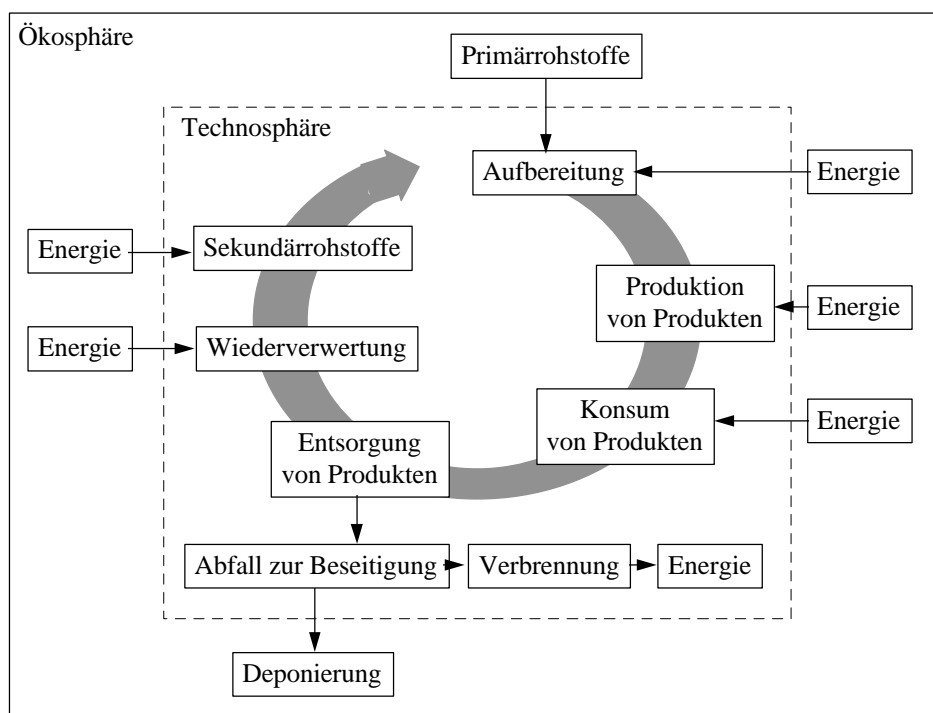 Ökosphäre
Primärrohstoffe
Technosphäre
Aufbereitung
Energie
Energie
Sekundärrohstoffe
Produktion
von Produkten
Energie
Energie
Wiederverwertung
Konsum
von Produkten
Energie
Entsorgung
von Produkten
Abfall zur Beseitigung
Verbrennung
Energie
Deponierung